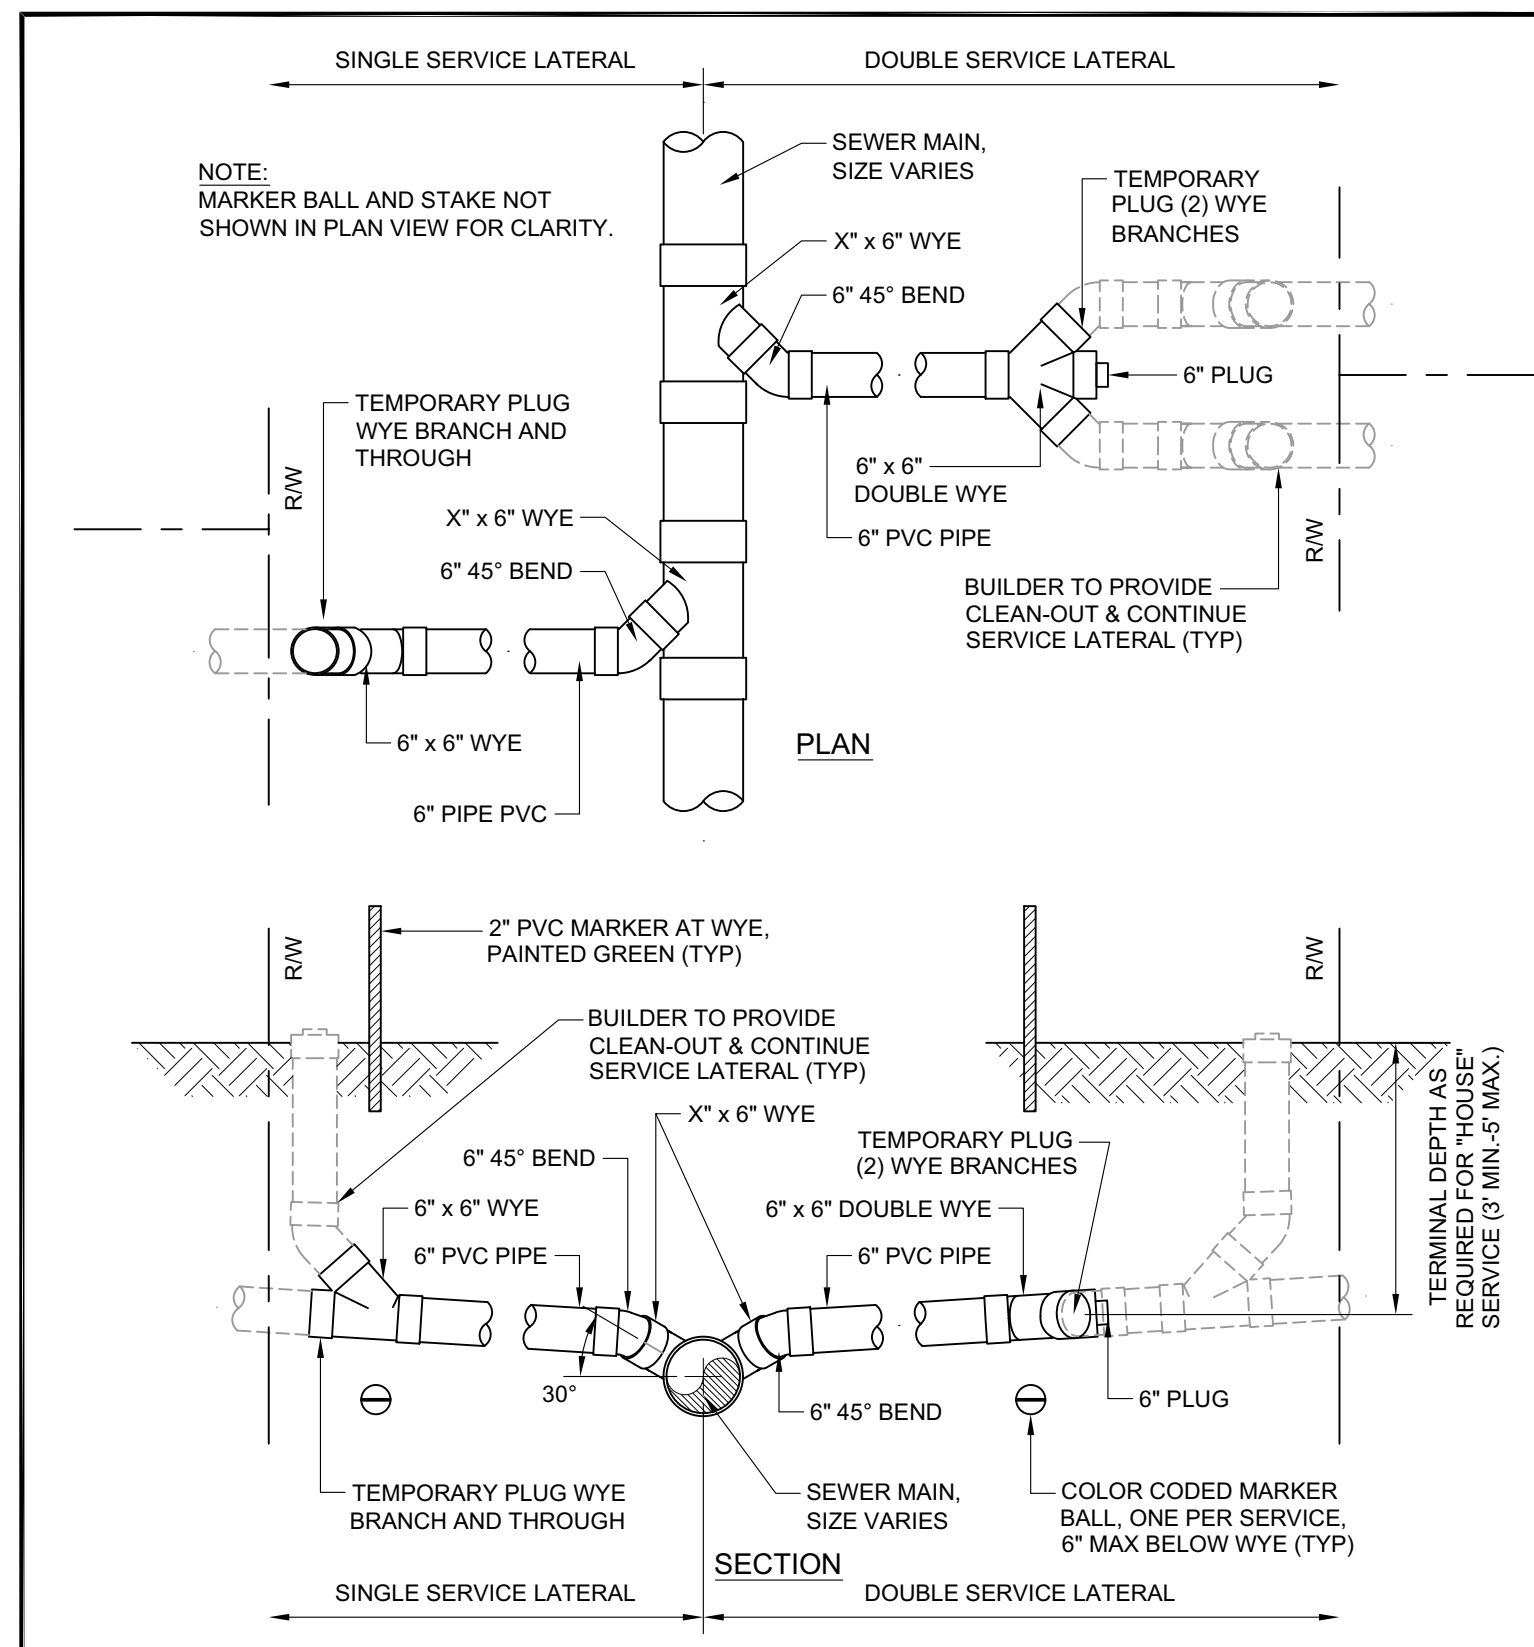 SINGLE SERVICE LATERAL
DOUBLE SERVICE LATERAL
NOTE:
MARKER BALL AND STAKE NOT
SHOWN IN PLAN VIEW FOR CLARITY.
SEWER MAIN,
SIZE VARIES
TEMPORARY
PLUG (2) WYE
BRANCHES
X" x 6" WYE
6" 45° BEND
6" PLUG
TEMPORARY PLUG
WYE BRANCH AND
THROUGH
R/W
6" x 6"
DOUBLE WYE
X" x 6" WYE
6" PVC PIPE
R/W
6" 45° BEND
BUILDER TO PROVIDE
CLEAN-OUT & CONTINUE
SERVICE LATERAL (TYP)
6" x 6" WYE
PLAN
6" PIPE PVC
R/W
2" PVC MARKER AT WYE,
PAINTED GREEN (TYP)
R/W
BUILDER TO PROVIDE
CLEAN-OUT & CONTINUE
SERVICE LATERAL (TYP)
X" x 6" WYE
6" 45° BEND
TEMPORARY PLUG
(2) WYE BRANCHES
6" x 6" WYE
6" x 6" DOUBLE WYE
6" PVC PIPE
6" PVC PIPE
TERMINAL DEPTH AS
REQUIRED FOR "HOUSE"
SERVICE (3' MIN.-5' MAX.)
30°
6" 45° BEND
6" PLUG
TEMPORARY PLUG WYE
BRANCH AND THROUGH
SEWER MAIN,
SIZE VARIES
COLOR CODED MARKER
BALL, ONE PER SERVICE,
6" MAX BELOW WYE (TYP)
SECTION
SINGLE SERVICE LATERAL
DOUBLE SERVICE LATERAL